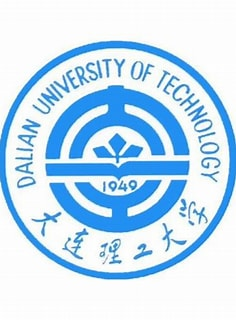 DALIAN UNIVERSITY OF TECHNOLOGY
1949
大连理工大学